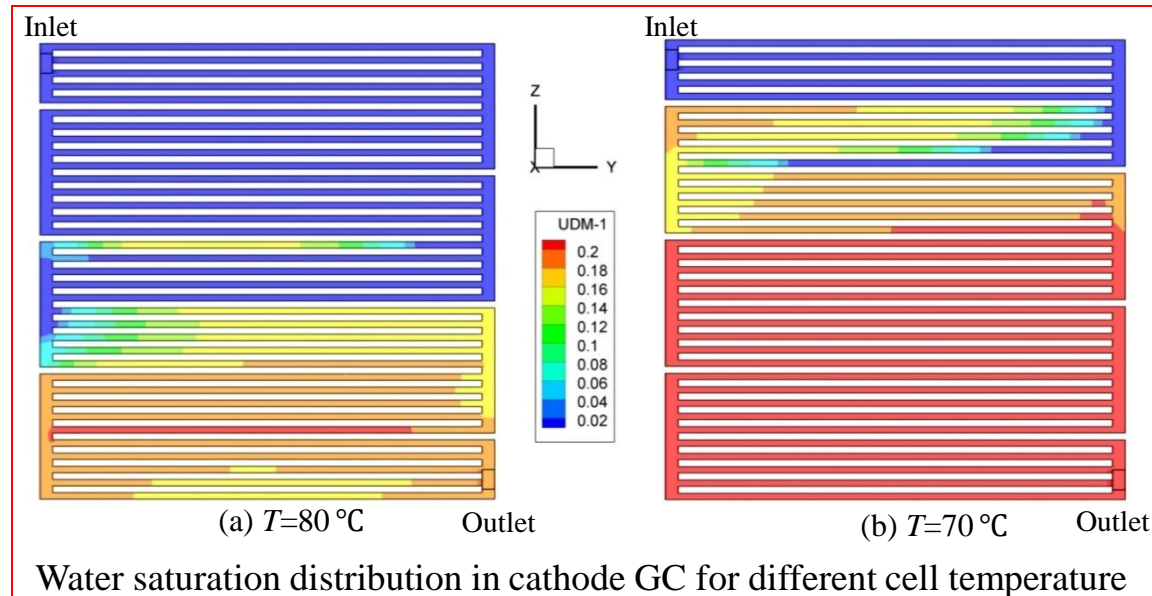 Inlet
Inlet
Z
X
Y
UDM-1
0.2
0.18
0.16
0.14
0.12
0.1
0.08
0.06
0.04
0.02
(a) T=80 ℃
Outlet
(b) T=70 ℃
Outlet
Water saturation distribution in cathode GC for different cell temperature